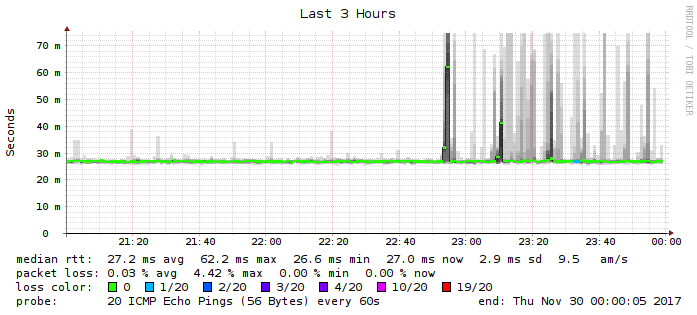 Last 3 Hours
RRDTOOL / TOBI OETIKER
Seconds
70 m
60 m
50 m
40 m
30 m
20 m
10 m
0
21:20 21:40 22:00 22:20 22:40 23:00 23:20 23:40 00:00
median rtt: 27.2 ms avg 62.2 ms max 26.6 ms min 27.0 ms now 2.9 ms sd 9.5 am/s
packet loss: 0.03 % avg 4.42 % max 0.00 % min 0.00 % now
loss color: 0 1/20 2/20 3/20 4/20 10/20 19/20
probe: 20 ICMP Echo Pings (56 Bytes) every 60s end: Thu Nov 30 00:00:05 2017